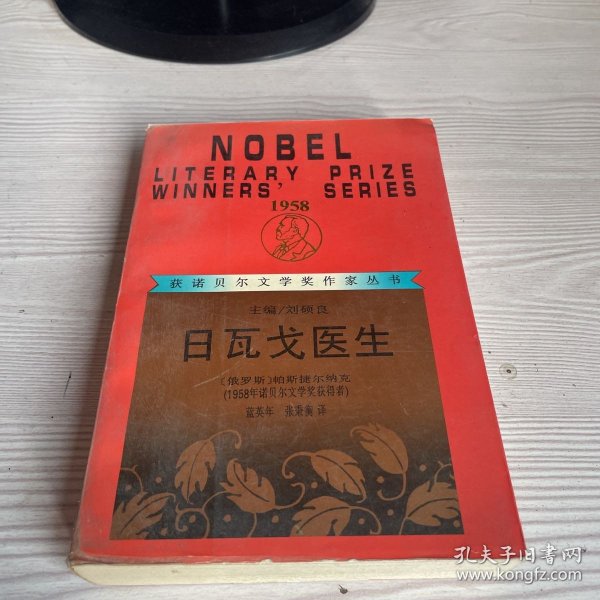 NOBEL
LITERARY PRIZE
WINNERS' SERIES
1958
获诺贝尔文学奖作家丛书
主编/刘硕良
日瓦戈医生
〔俄罗斯〕帕斯捷尔纳克
(1958年诺贝尔文学奖获得者)
蓝英年 张秉衡 译
孔夫子旧书网
www.kongfz.com